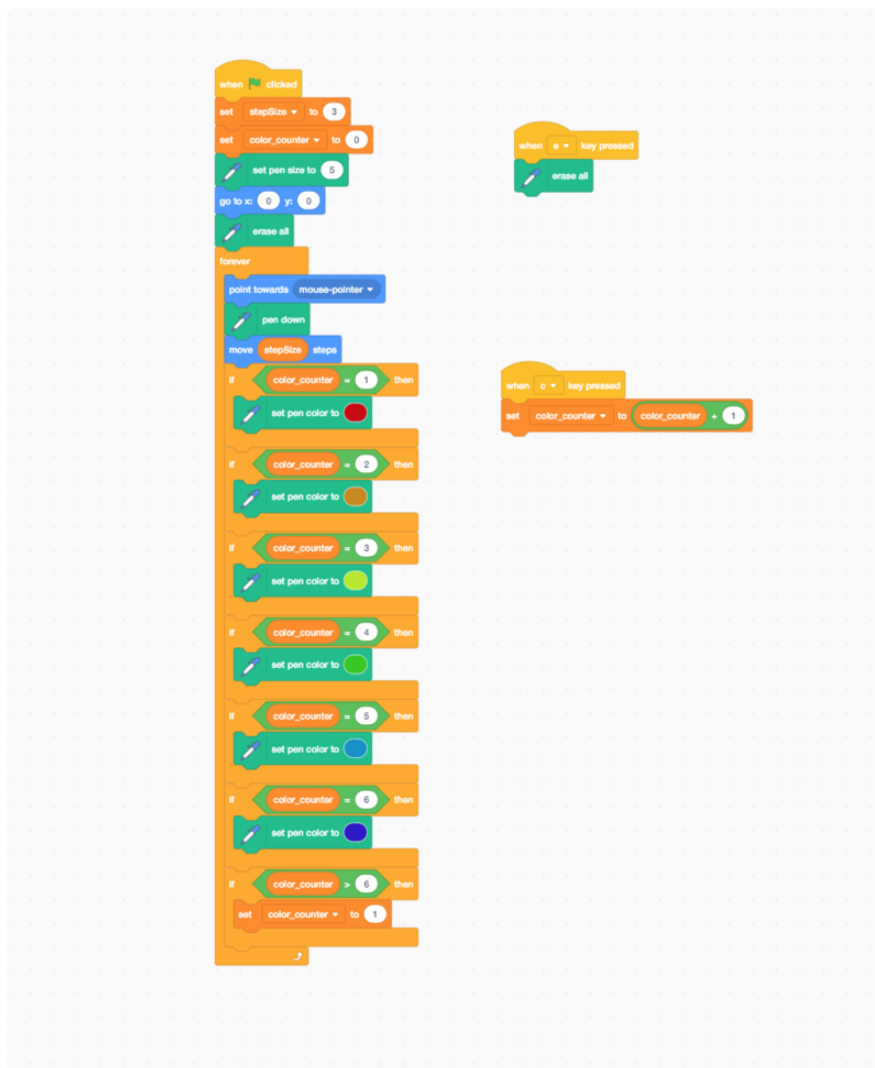 when clicked
set stepSize to 3
set color_counter to 0
set pen size to 5
go to x: 0 y: 0
erase all
forever
point towards mouse-pointer
pen down
move stepSize steps
if color_counter = 1 then
set pen color to
if color_counter = 2 then
set pen color to
if color_counter = 3 then
set pen color to
if color_counter = 4 then
set pen color to
if color_counter = 5 then
set pen color to
if color_counter = 6 then
set pen color to
if color_counter > 6 then
set color_counter to 1
when e key pressed
erase all
when c key pressed
set color_counter to color_counter + 1